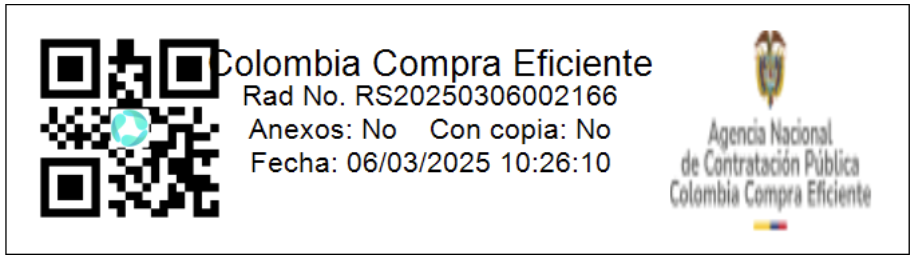 Colombia Compra Eficiente
Rad No. RS20250306002166
Anexos: No Con copia: No
Fecha: 06/03/2025 10:26:10
Agencia Nacional
de Contratación Pública
Colombia Compra Eficiente